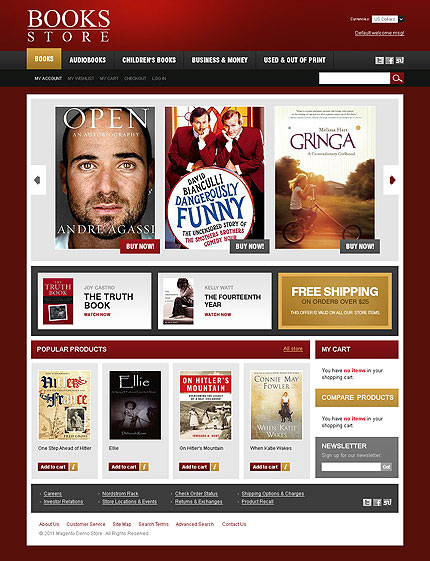 BOOKS
STORE
Currencies: US Dollars
Default welcome msg!
BOOKS AUDIOBOOKS CHILDREN'S BOOKS BUSINESS & MONEY USED & OUT OF PRINT
MY ACCOUNT MY WISHLIST MY CART CHECKOUT LOG IN
OPEN
AN AUTOBIOGRAPHY
ANDRE AGASSI
BUY NOW!
DAVID
BIANCULLI
DANGEROUSLY
FUNNY
THE UNCENSORED STORY OF
THE SMOTHERS BROTHERS
COMEDY HOUR
BUY NOW!
Melissa Hart
GRINGA
A Contradictory Girlhood
BUY NOW!
THE TRUTH
BOOK
JOY CASTRO
THE TRUTH
BOOK
WATCH NOW
KELLY WATT
THE FOURTEENTH
YEAR
WATCH NOW
FREE SHIPPING
ON ORDERS OVER $25
THIS OFFER IS VALID ON ALL OUR STORE ITEMS.
POPULAR PRODUCTS
All store
Ellie
ON HITLER'S
MOUNTAIN
CONNIE MAY
FOWLER
WHEN KATIE
WAKES
One Step Ahead of Hitler
Ellie
On Hitler's Mountain
When Katie Wakes
Add to cart i
Add to cart i
Add to cart i
Add to cart i
MY CART
You have no items in your
shopping cart.
COMPARE PRODUCTS
You have no items in your
shopping cart.
NEWSLETTER
Sign up for our newsletter:
Go!
Careers
Investor Relations
Nordstrom Rack
Store Locations & Events
Check Order Status
Returns & Exchanges
Shipping Options & Charges
Product Recall
About Us Customer Service Site Map Search Terms Advanced Search Contact Us
© 2011 Magento Demo Store. All Rights Reserved.